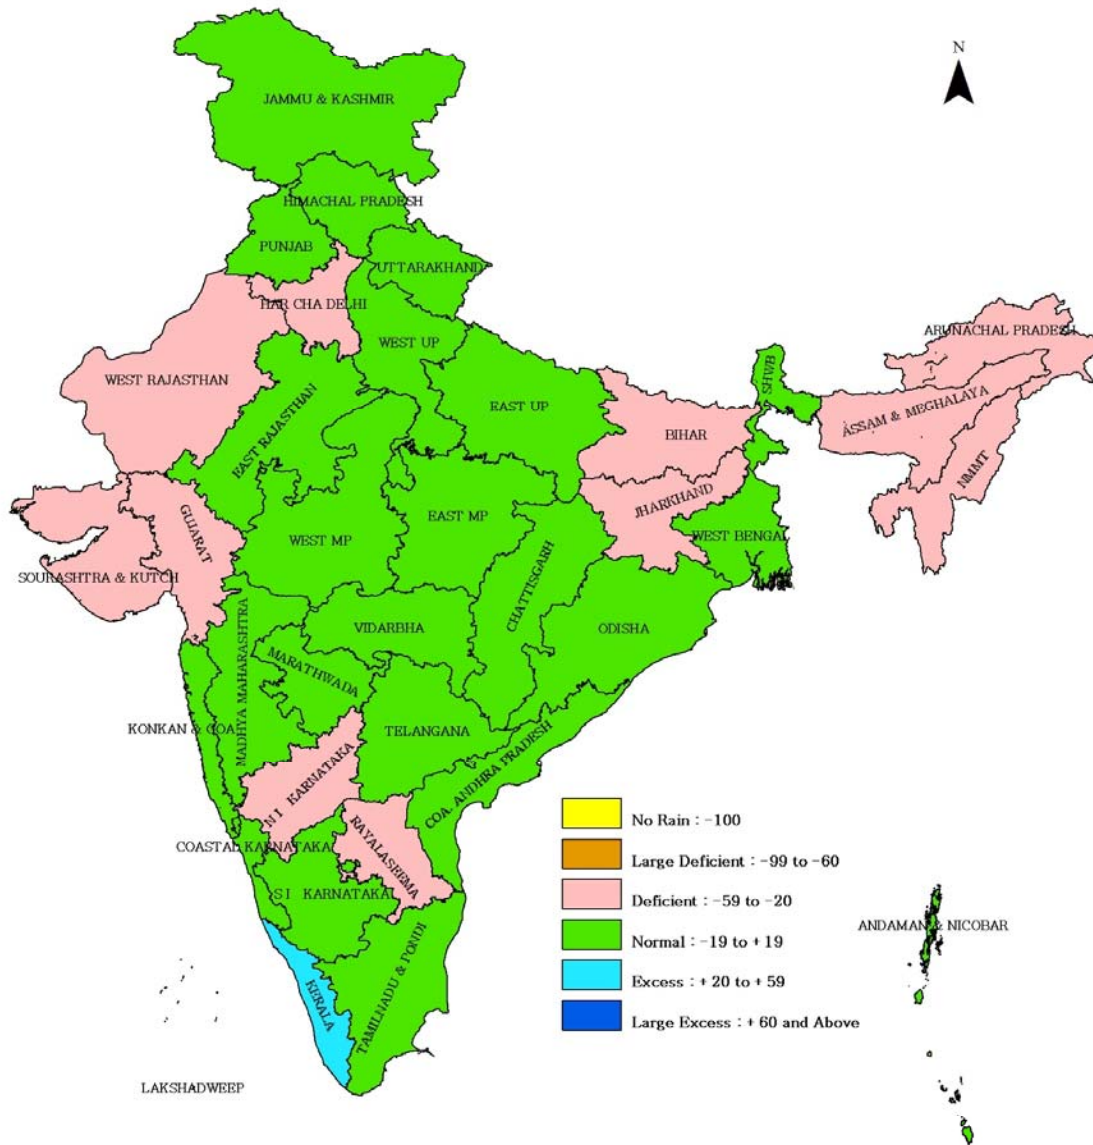 N
JAMMU & KASHMIR
HIMACHAL PRADESH
PUNJAB
UTTARAKHAND
HAR CHA DELHI
ARUNACHAL PRADESH
WEST UP
SHWB
WEST RAJASTHAN
EAST RAJASTHAN
EAST UP
ASSAM & MEGHALAYA
BIHAR
NMMT
JHARKHAND
GUJARAT
EAST MP
WEST MP
WEST BENGAL
SOURASHTRA & KUTCH
CHATTISGARH
VIDARBHA
ODISHA
MADHYA MAHARASHTRA
MARATHWADA
KONKAN & GOA
TELANGANA
COA. ANDHRA PRADESH
N I KARNATAKA
No Rain : -100
COASTAL KARNATAKA
RAYALASEEMA
Large Deficient : -99 to -60
S I KARNATAKA
Deficient : -59 to -20
ANDAMAN & NICOBAR
Normal : -19 to +19
KERALA
TAMILNADU & PONDI
Excess : +20 to +59
Large Excess : +60 and Above
LAKSHADWEEP